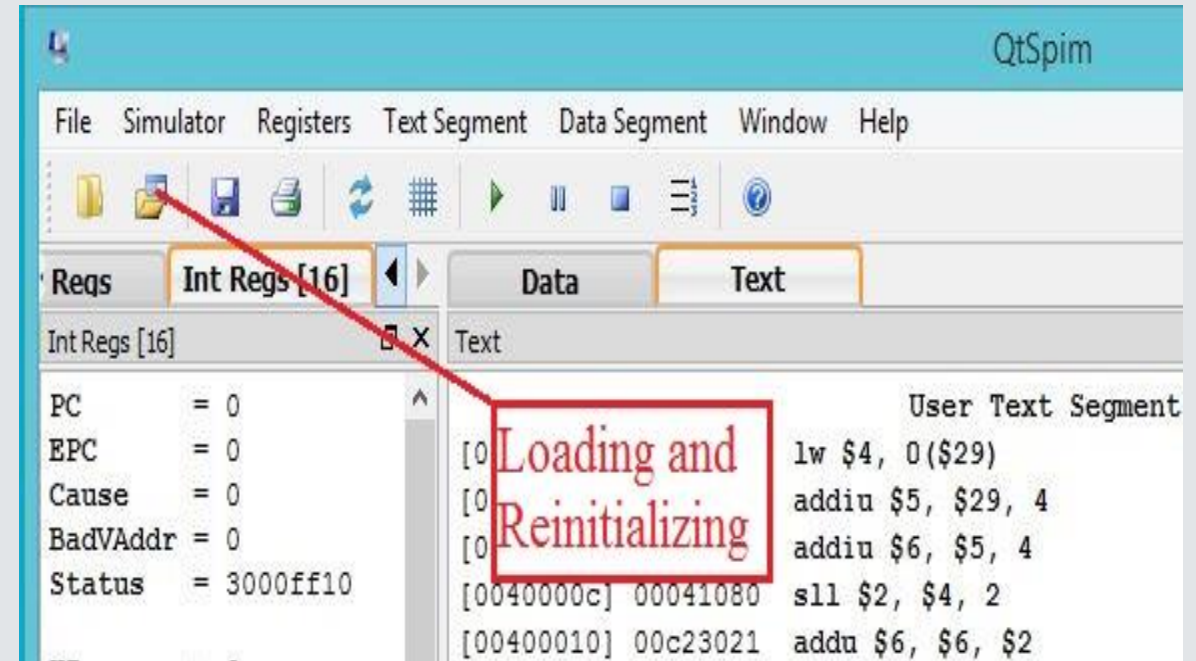 QtSpim
File Simulator Registers Text Segment Data Segment Window Help
Regs Int Regs [16] Data Text
Int Regs [16] Text
PC = 0
EPC = 0
Cause = 0
BadVAddr = 0
Status = 3000ff10
Loading and
Reinitializing
User Text Segment
[0 lw $4, 0($29)
[0 addiu $5, $29, 4
[0 addiu $6, $5, 4
[0040000c] 00041080 sll $2, $4, 2
[00400010] 00c23021 addu $6, $6, $2